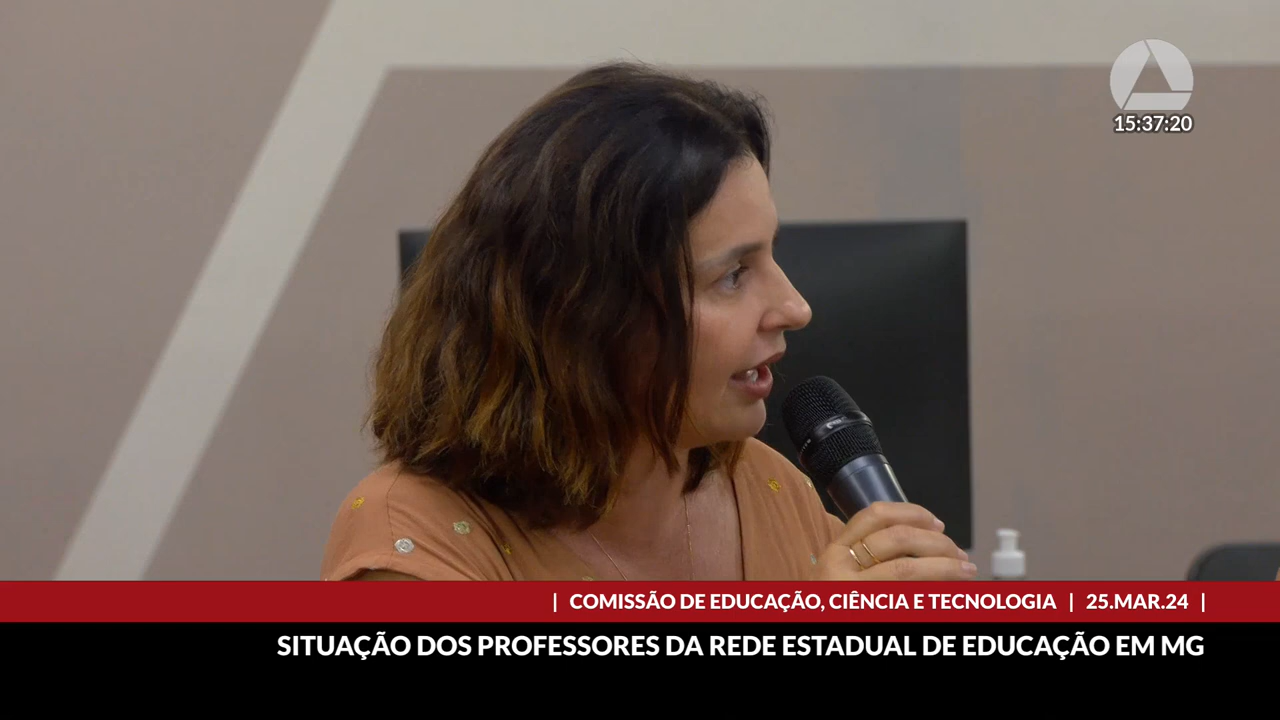 15:37:20
| COMISSÃO DE EDUCAÇÃO, CIÊNCIA E TECNOLOGIA | 25.MAR.24 |
SITUAÇÃO DOS PROFESSORES DA REDE ESTADUAL DE EDUCAÇÃO EM MG